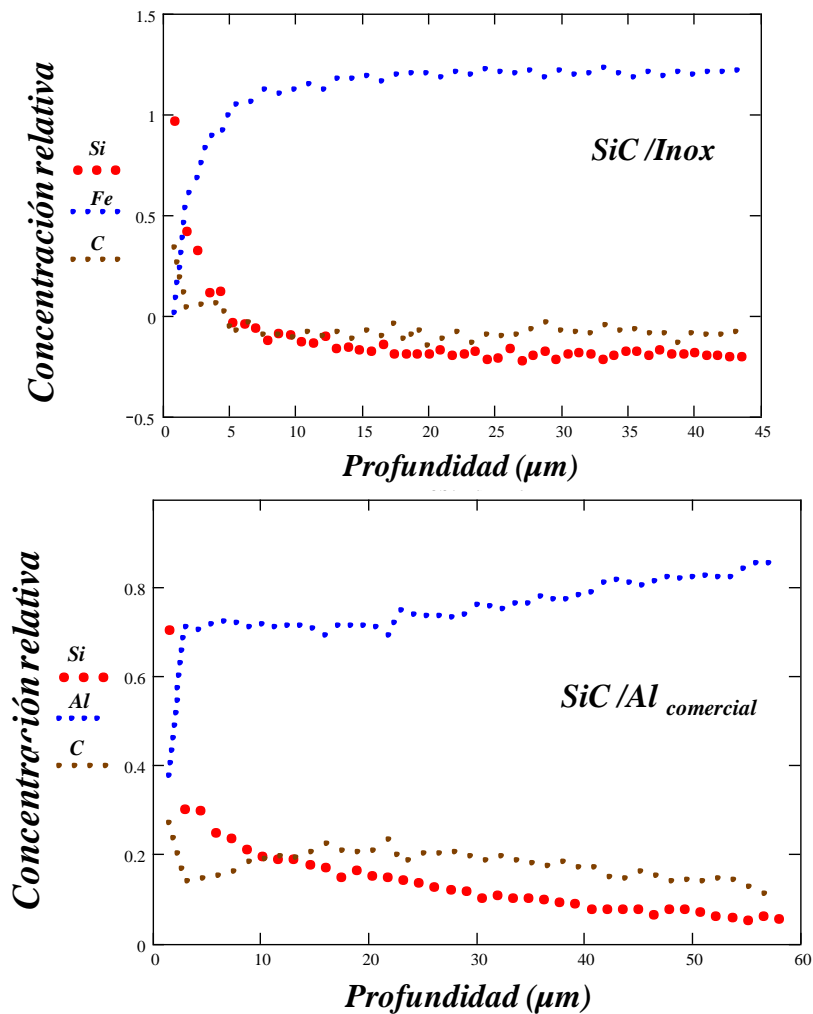 1.5
1
0.5
0
−0.5
Concentración relativa
Si
Fe
C
SiC /Inox
0 5 10 15 20 25 30 35 40 45
Profundidad (μm)
0.8
0.6
0.4
0.2
0
Concentración relativa
Si
Al
C
SiC /Al comercial
0 10 20 30 40 50 60
Profundidad (μm)